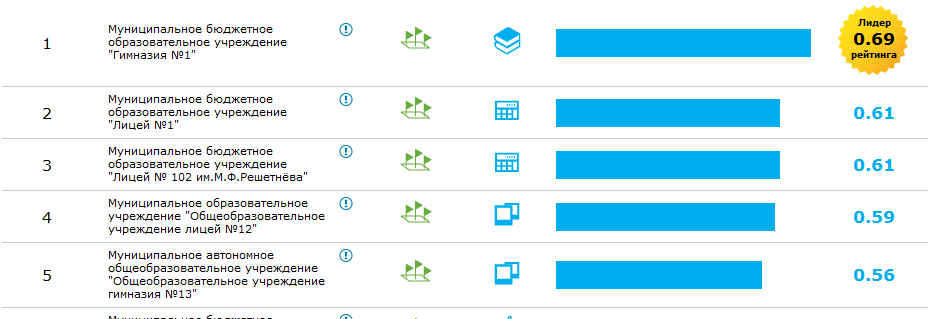 1
Муниципальное бюджетное
образовательное учреждение
"Гимназия №1"
Лидер
0.69
рейтинга
2
Муниципальное бюджетное
образовательное учреждение
"Лицей №1"
0.61
3
Муниципальное бюджетное
образовательное учреждение
"Лицей № 102 им.М.Ф.Решетнёва"
0.61
4
Муниципальное образовательное
учреждение "Общеобразовательное
учреждение лицей №12"
0.59
5
Муниципальное автономное
общеобразовательное учреждение
"Общеобразовательное учреждение
гимназия №13"
0.56